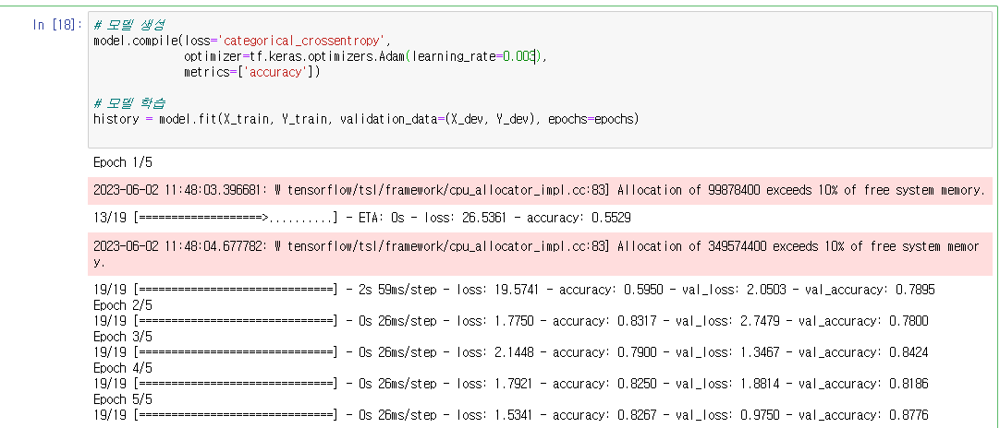 In [18]:
# 모델 생성
model.compile(loss='categorical_crossentropy',
              optimizer=tf.keras.optimizers.Adam(learning_rate=0.003),
              metrics=['accuracy'])
# 모델 학습
history = model.fit(X_train, Y_train, validation_data=(X_dev, Y_dev), epochs=epochs)
Epoch 1/5
2023-06-02 11:48:03.396681: W tensorflow/tsl/framework/cpu_allocator_impl.cc:83] Allocation of 99878400 exceeds 10% of free system memory.
13/19 [===================>..........] - ETA: 0s - loss: 26.5361 - accuracy: 0.5529
2023-06-02 11:48:04.677782: W tensorflow/tsl/framework/cpu_allocator_impl.cc:83] Allocation of 349574400 exceeds 10% of free system memor
y.
19/19 [==============================] - 2s 59ms/step - loss: 19.5741 - accuracy: 0.5950 - val_loss: 2.0503 - val_accuracy: 0.7895
Epoch 2/5
19/19 [==============================] - 0s 26ms/step - loss: 1.7750 - accuracy: 0.8317 - val_loss: 2.7479 - val_accuracy: 0.7800
Epoch 3/5
19/19 [==============================] - 0s 26ms/step - loss: 2.1448 - accuracy: 0.7900 - val_loss: 1.3467 - val_accuracy: 0.8424
Epoch 4/5
19/19 [==============================] - 0s 26ms/step - loss: 1.7921 - accuracy: 0.8250 - val_loss: 1.8814 - val_accuracy: 0.8186
Epoch 5/5
19/19 [==============================] - 0s 26ms/step - loss: 1.5341 - accuracy: 0.8267 - val_loss: 0.9750 - val_accuracy: 0.8776